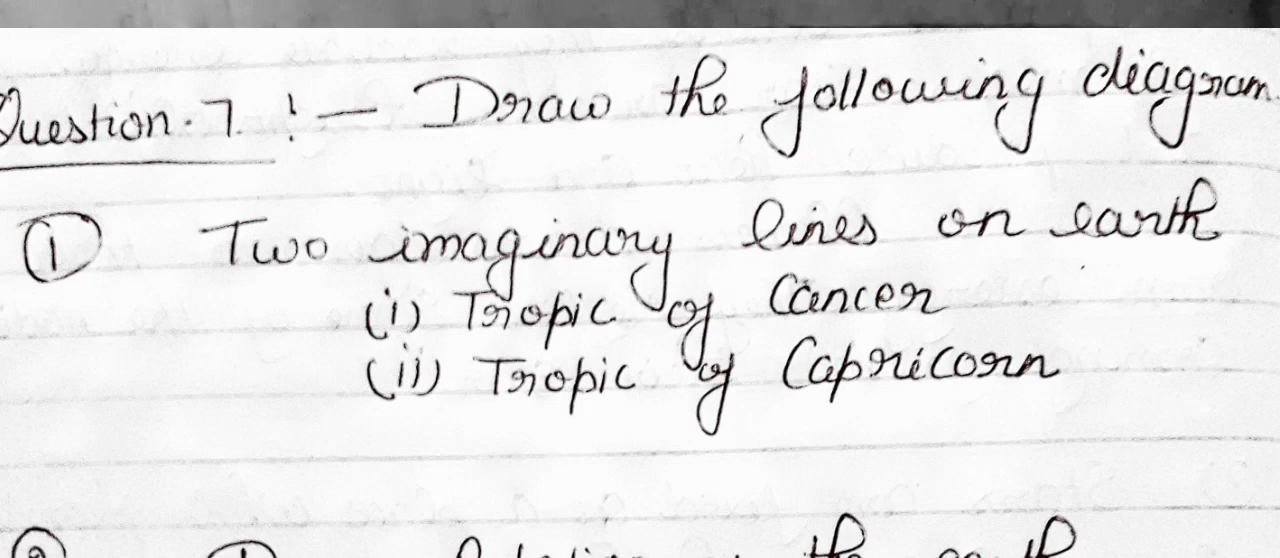 Question. 7. :- Draw the following diagram.
① Two imaginary lines on earth
(i) Tropic of Cancer
(ii) Tropic of Capricorn
the